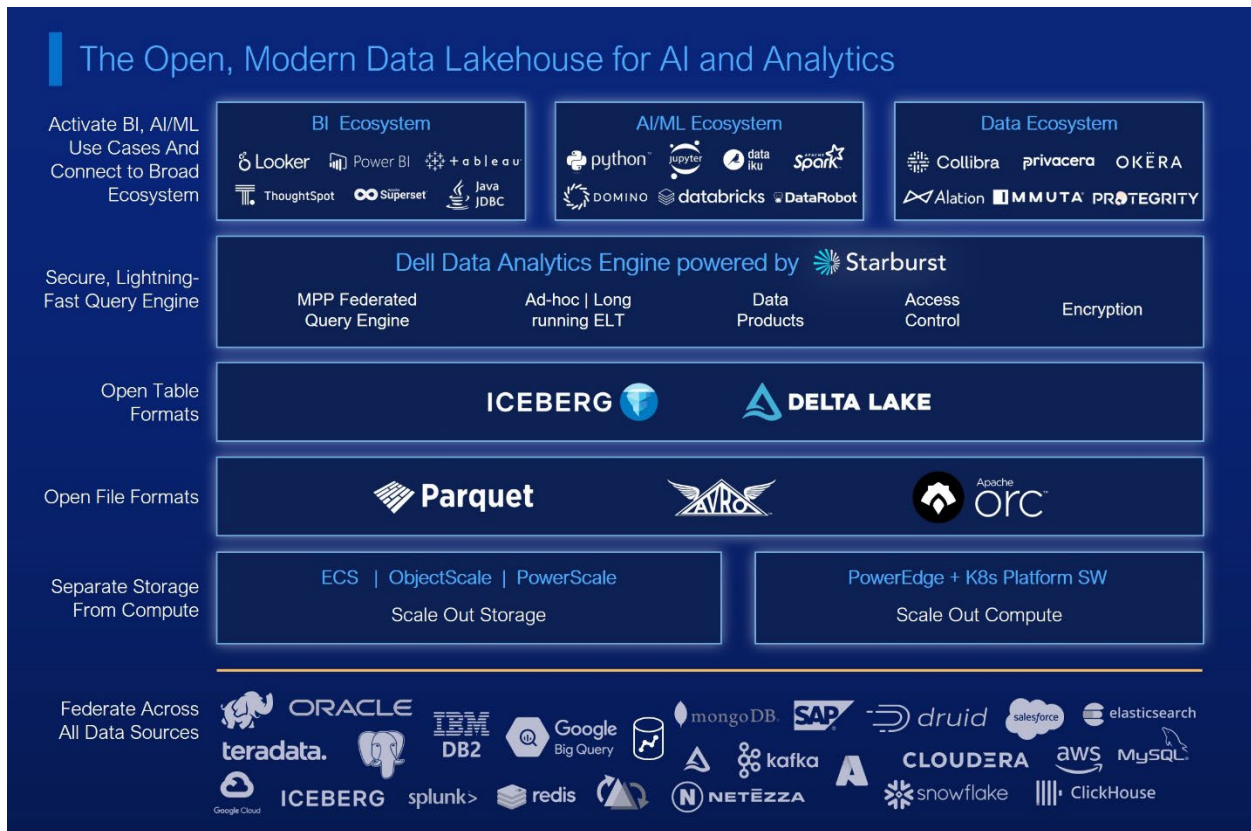 The Open, Modern Data Lakehouse for AI and Analytics
Activate BI, AI/ML
Use Cases And
Connect to Broad
Ecosystem
BI Ecosystem
Looker
Power BI
+ a b l e a u
ThoughtSpot
Superset
Java
JDBC
AI/ML Ecosystem
python
jupyter
data
iku
APACHE
Spark
DOMINO
databricks
DataRobot
Data Ecosystem
Collibra
privacera
OKËRA
Alation
IMMUTA
PROTEGRITY
Secure, Lightning-
Fast Query Engine
Dell Data Analytics Engine powered by Starburst
MPP Federated
Query Engine
Ad-hoc | Long
running ELT
Data
Products
Access
Control
Encryption
Open Table
Formats
ICEBERG
DELTA LAKE
Open File Formats
Parquet
AVRO
Apache
orc
Separate Storage
From Compute
ECS | ObjectScale | PowerScale
Scale Out Storage
PowerEdge + K8s Platform SW
Scale Out Compute
Federate Across
All Data Sources
ORACLE
IBM
DB2
Google
Big Query
mongoDB.
SAP
druid
salesforce
elasticsearch
teradata.
kafka
CLOUDERA
aws
MySQL
Google Cloud
ICEBERG
splunk>
redis
N NETEZZA
snowflake
ClickHouse